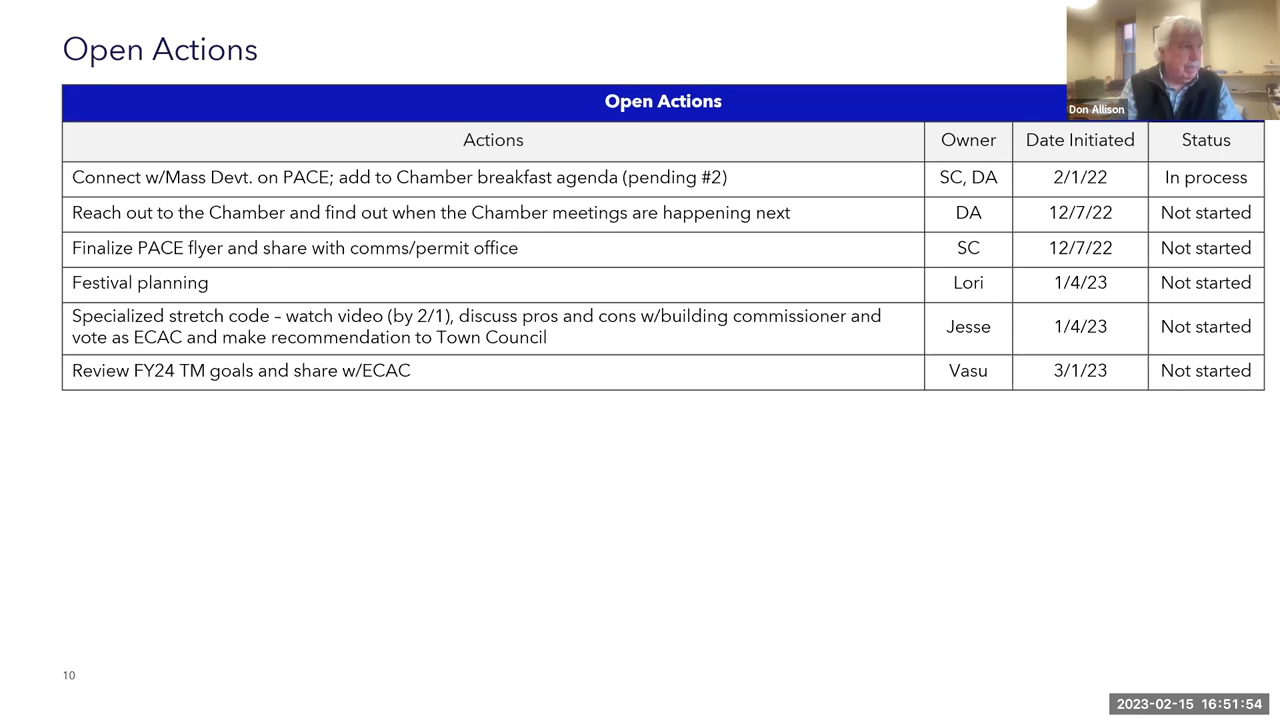 Open Actions
Don Allison
Open Actions
Actions Owner Date Initiated Status
Connect w/Mass Devt. on PACE; add to Chamber breakfast agenda (pending #2) SC, DA 2/1/22 In process
Reach out to the Chamber and find out when the Chamber meetings are happening next DA 12/7/22 Not started
Finalize PACE flyer and share with comms/permit office SC 12/7/22 Not started
Festival planning Lori 1/4/23 Not started
Specialized stretch code – watch video (by 2/1), discuss pros and cons w/building commissioner and
vote as ECAC and make recommendation to Town Council Jesse 1/4/23 Not started
Review FY24 TM goals and share w/ECAC Vasu 3/1/23 Not started
10
2023-02-15 16:51:54